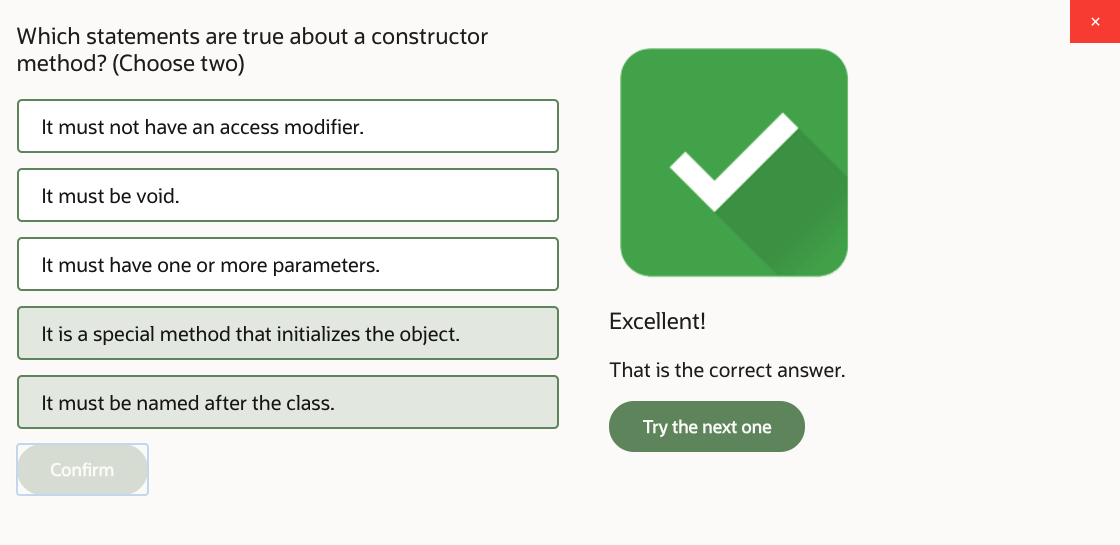 Which statements are true about a constructor
method? (Choose two)
It must not have an access modifier.
It must be void.
It must have one or more parameters.
It is a special method that initializes the object.
It must be named after the class.
Confirm
×
Excellent!
That is the correct answer.
Try the next one